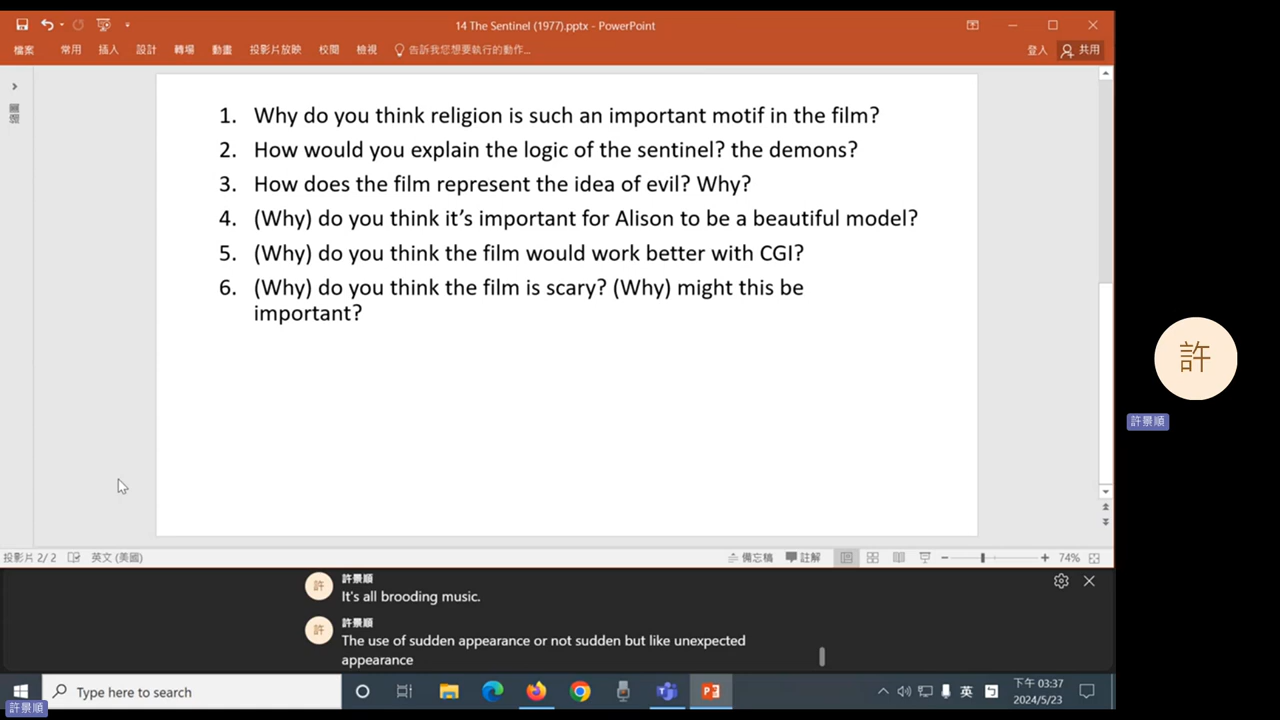 14 The Sentinel (1977).pptx - PowerPoint
檔案 常用 插入 設計 轉場 動畫 投影片放映 校閱 檢視 告訴我您想要執行的動作... 登入 共用
1. Why do you think religion is such an important motif in the film?
2. How would you explain the logic of the sentinel? the demons?
3. How does the film represent the idea of evil? Why?
4. (Why) do you think it's important for Alison to be a beautiful model?
5. (Why) do you think the film would work better with CGI?
6. (Why) do you think the film is scary? (Why) might this be
important?
許
許景順
投影片 2/2 英文 (美國) 備忘稿 註解 74%
許景順
許
It's all brooding music.
許景順
許
The use of sudden appearance or not sudden but like unexpected
appearance
Type here to search
英
下午 03:37
2024/5/23
許景順